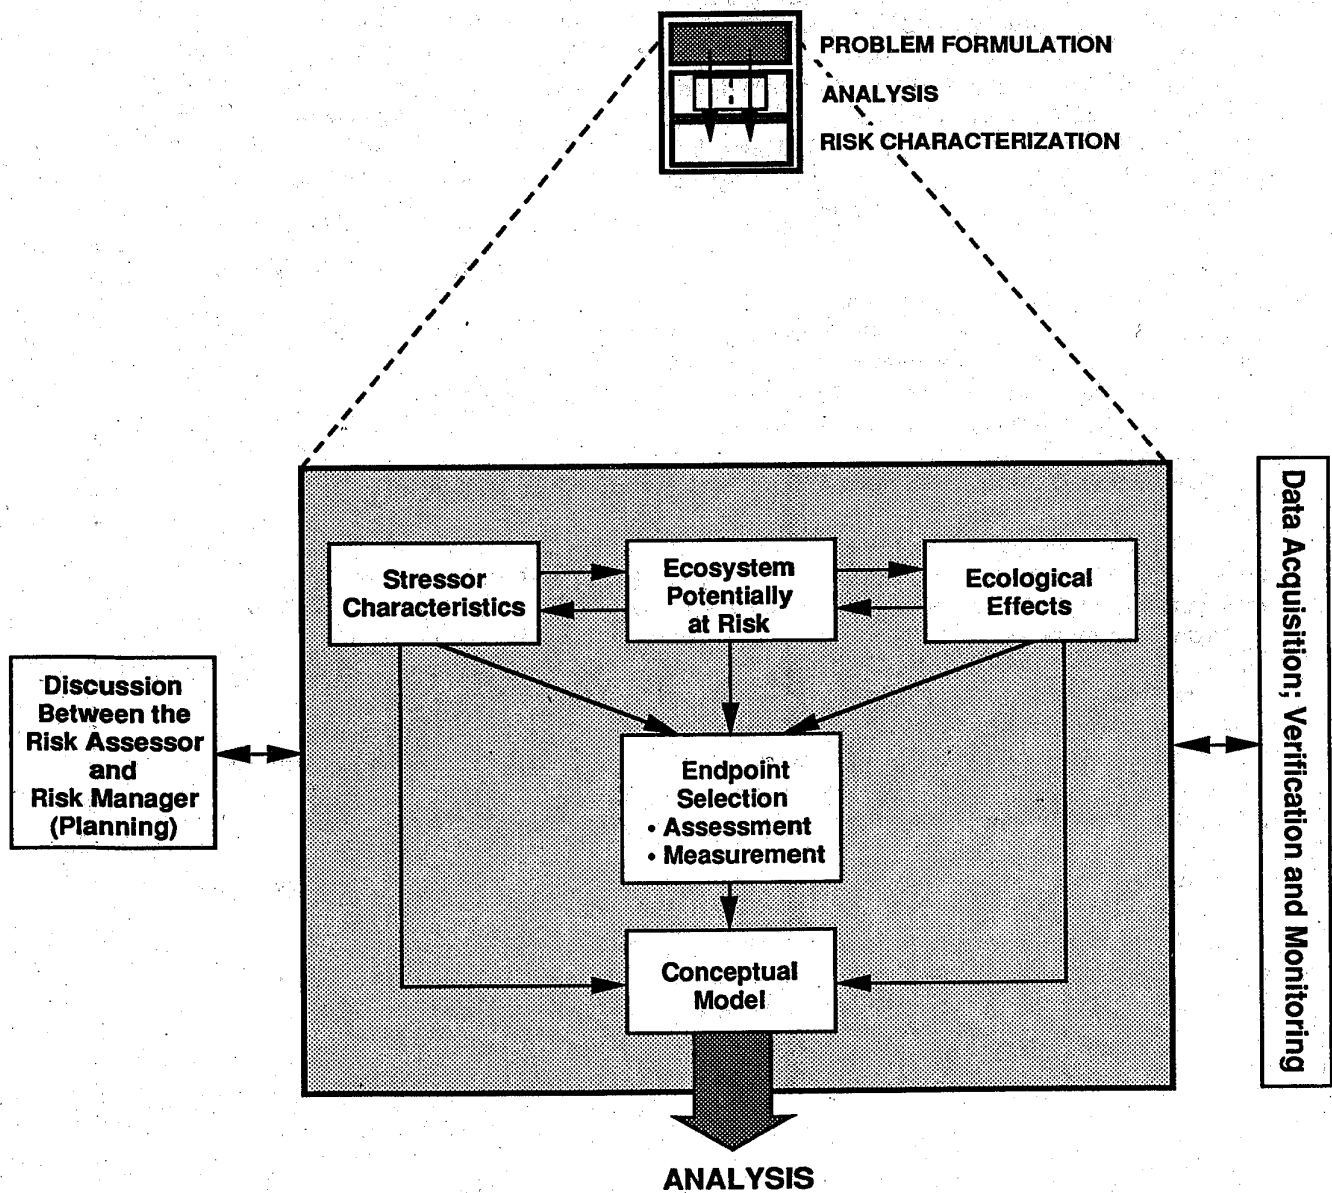 PROBLEM FORMULATION
ANALYSIS
RISK CHARACTERIZATION
Stressor
Characteristics
Ecosystem
Potentially
at Risk
Ecological
Effects
Discussion
Between the
Risk Assessor
and
Risk Manager
(Planning)
Endpoint
Selection
• Assessment
• Measurement
Conceptual
Model
Data Acquisition; Verification and Monitoring
ANALYSIS